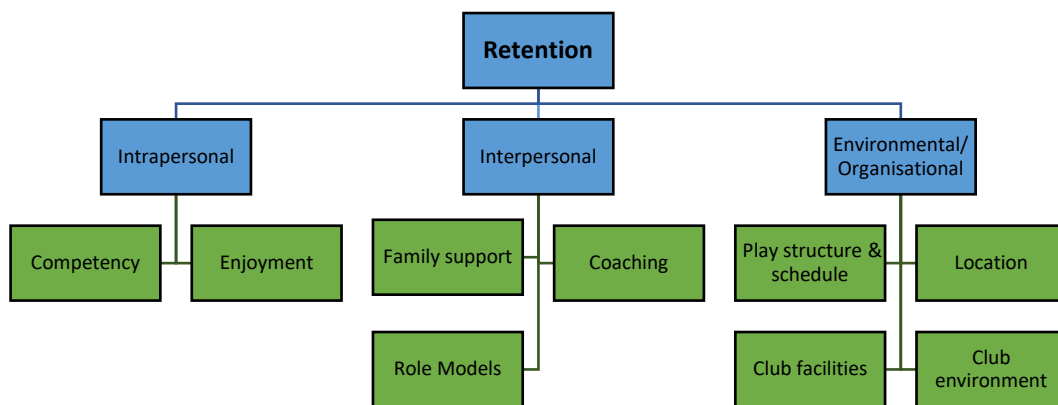 Retention
Intrapersonal
Interpersonal
Environmental/
Organisational
Competency
Enjoyment
Family support
Coaching
Role Models
Play structure &
schedule
Location
Club facilities
Club
environment